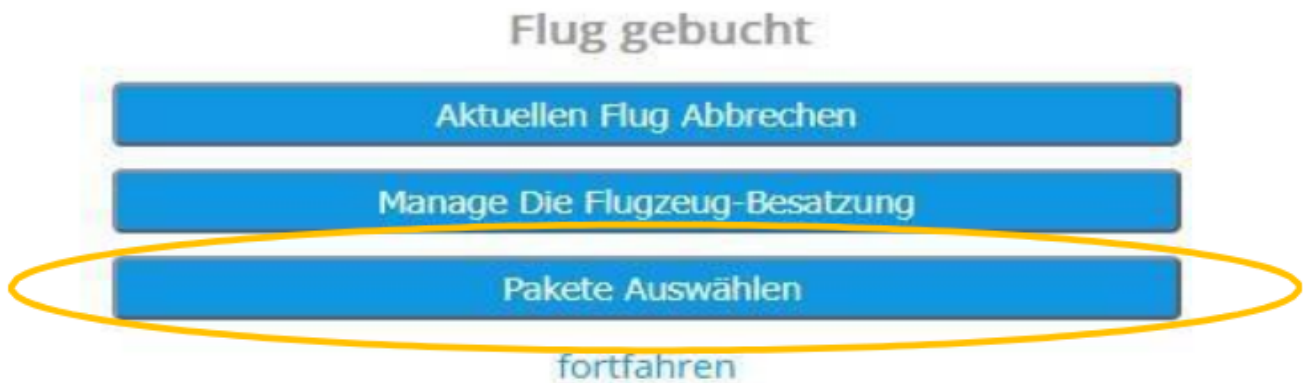 Flug gebucht
Aktuellen Flug Abbrechen
Manage Die Flugzeug-Besatzung
Pakete Auswählen
fortfahren